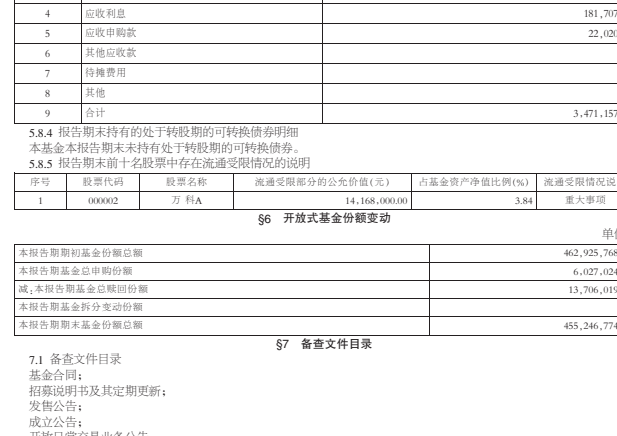 4 应收利息 181,707
5 应收申购款 22,020
6 其他应收款
7 待摊费用
8 其他
9 合计 3,471,157
5.8.4 报告期末持有的处于转股期的可转换债券明细
本基金本报告期末未持有处于转股期的可转换债券。
5.8.5 报告期末前十名股票中存在流通受限情况的说明
序号 股票代码 股票名称 流通受限部分的公允价值(元) 占基金资产净值比例(%) 流通受限情况说
1 000002 万 科A 14,168,000.00 3.84 重大事项
§6 开放式基金份额变动
单
本报告期期初基金份额总额 462,925,768
本报告期基金总申购份额 6,027,024
减:本报告期基金总赎回份额 13,706,019
本报告期基金拆分变动份额
本报告期期末基金份额总额 455,246,774
§7 备查文件目录
7.1 备查文件目录
基金合同;
招募说明书及其定期更新;
发售公告;
成立公告;